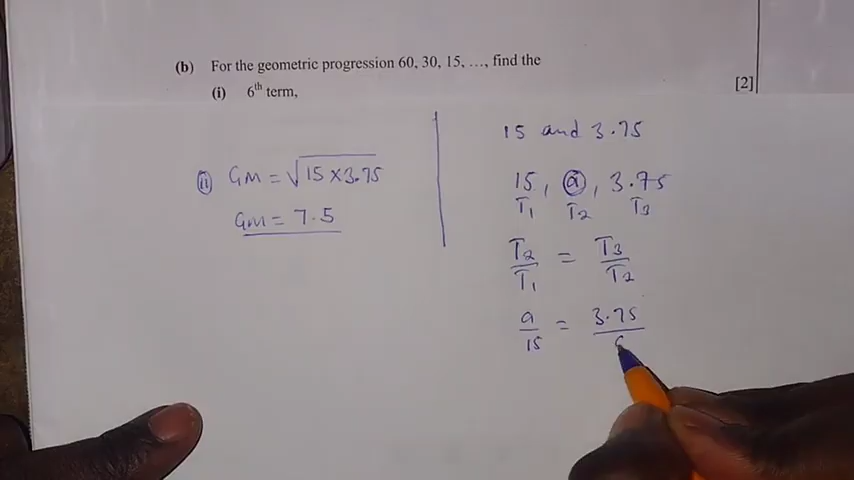 (b) For the geometric progression 60, 30, 15, …, find the
(i) 6th term,
[2]
(ii) GM = √15 × 3.75
GM = 7.5
15 and 3.75
15, a, 3.75
T1 T2 T3
T2/T1 = T3/T2
a/15 = 3.75/